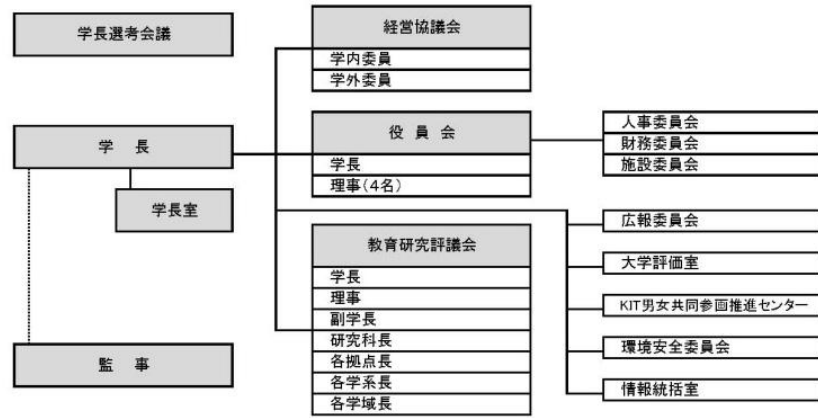 学長選考会議
学　長
学長室
監　事
経営協議会
学内委員
学外委員
役　員　会
学長
理事(4名)
教育研究評議会
学長
理事
副学長
研究科長
各拠点長
各学系長
各学域長
人事委員会
財務委員会
施設委員会
広報委員会
大学評価室
KIT男女共同参画推進センター
環境安全委員会
情報統括室